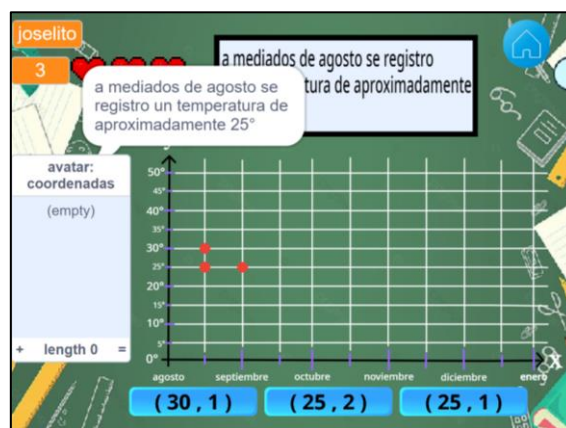 joselito
3
a mediados de agosto se registro
tura de aproximadamente
a mediados de agosto se
registro un temperatura de
aproximadamente 25°
avatar:
coordenadas
(empty)
+ length 0 =
50°
45°
40°
35°
30°
25°
20°
15°
10°
5°
0°
agosto septiembre octubre noviembre diciembre enero
X
( 30 , 1 ) ( 25 , 2 ) ( 25 , 1 )